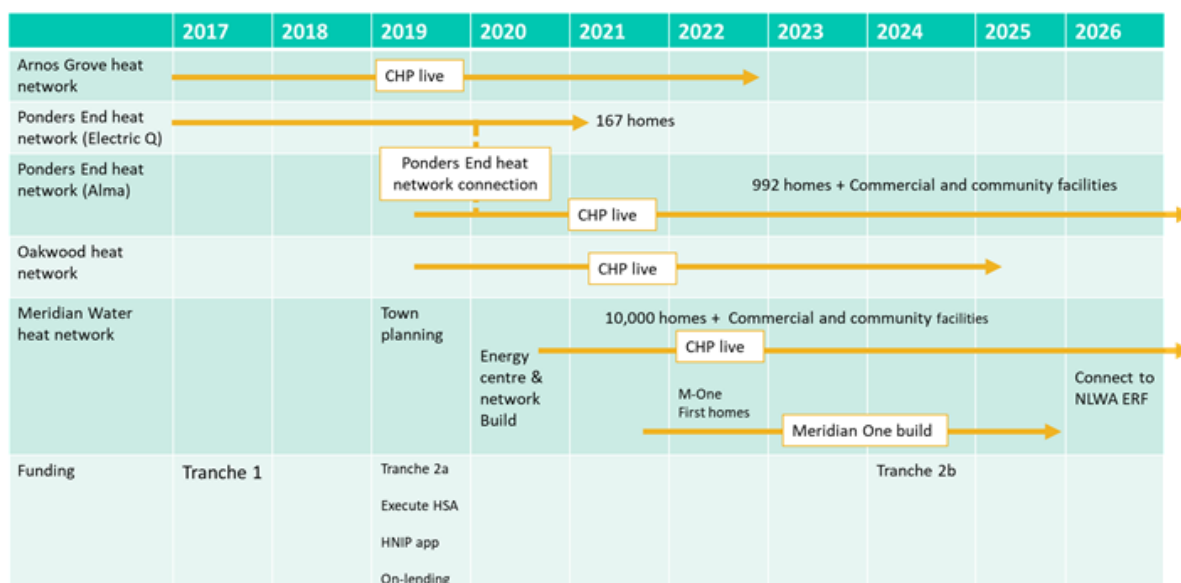 2017 2018 2019 2020 2021 2022 2023 2024 2025 2026
Arnos Grove heat
network
CHP live
Ponders End heat
network (Electric Q)
167 homes
Ponders End heat
network connection
Ponders End heat
network (Alma)
992 homes + Commercial and community facilities
CHP live
Oakwood heat
network
CHP live
Meridian Water
heat network
Town
planning
10,000 homes + Commercial and community facilities
CHP live
Energy
centre &
network
Build
M-One
First homes
Meridian One build
Connect to
NLWA ERF
Funding
Tranche 1
Tranche 2a
Execute HSA
HNIP app
On-lending
Tranche 2b